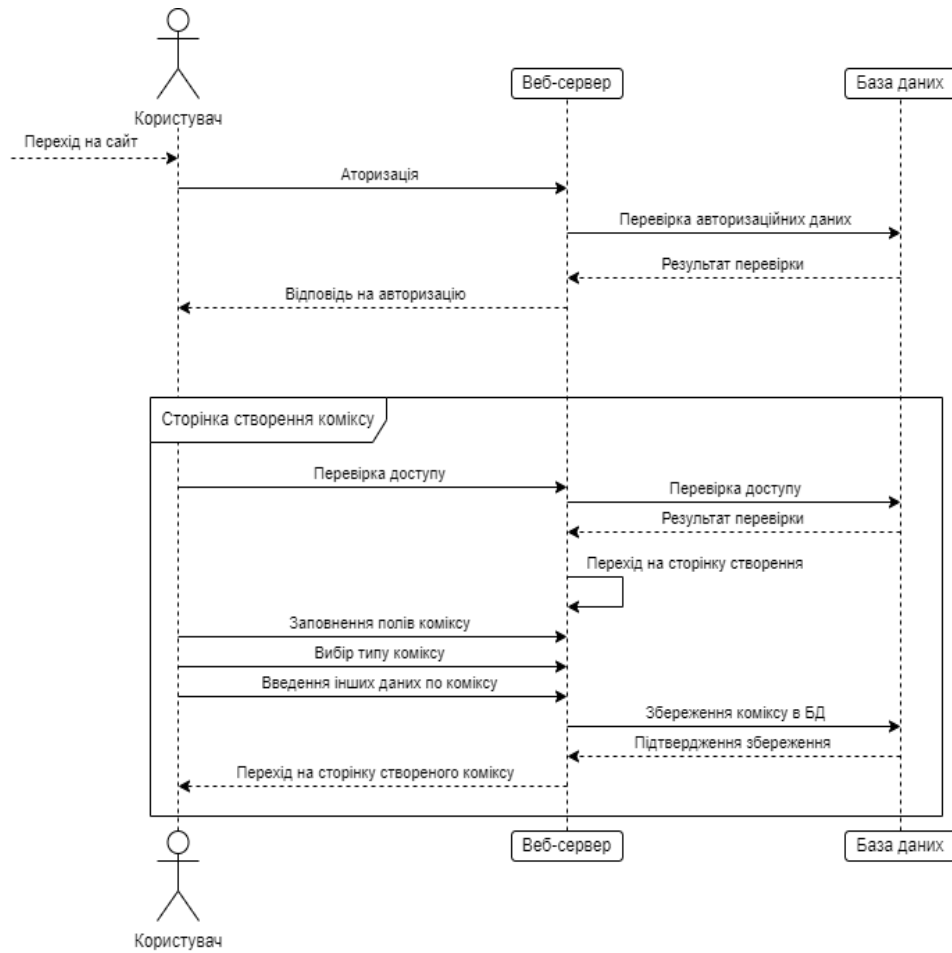 Веб-сервер
База даних
Користувач
Перехід на сайт
Аторизація
Перевірка авторизаційних даних
Результат перевірки
Відповідь на авторизацію
Сторінка створення коміксу
Перевірка доступу
Перевірка доступу
Результат перевірки
Перехід на сторінку створення
Заповнення полів коміксу
Вибір типу коміксу
Введення інших даних по коміксу
Збереження коміксу в БД
Підтвердження збереження
Перехід на сторінку створеного коміксу
Веб-сервер
База даних
Користувач